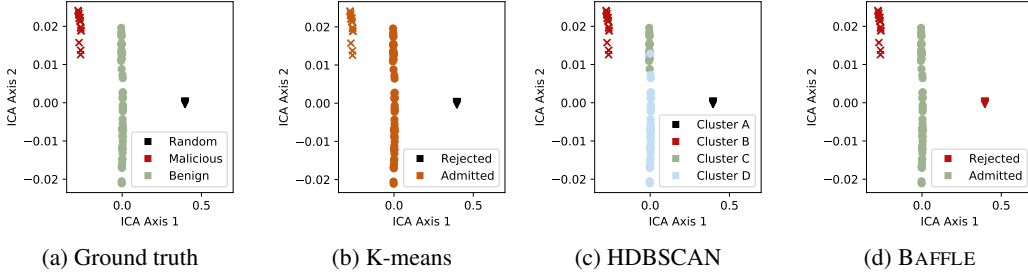 0.02
0.01
0.00
−0.01
−0.02
ICA Axis 2
Random
Malicious
Benign
0.0
0.5
ICA Axis 1
(a) Ground truth
0.02
0.01
0.00
−0.01
−0.02
ICA Axis 2
Rejected
Admitted
0.0
0.5
ICA Axis 1
(b) K-means
0.02
0.01
0.00
−0.01
−0.02
ICA Axis 2
Cluster A
Cluster B
Cluster C
Cluster D
0.0
0.5
ICA Axis 1
(c) HDBSCAN
0.02
0.01
0.00
−0.01
−0.02
ICA Axis 2
Rejected
Admitted
0.0
0.5
ICA Axis 1
(d) BAFFLE